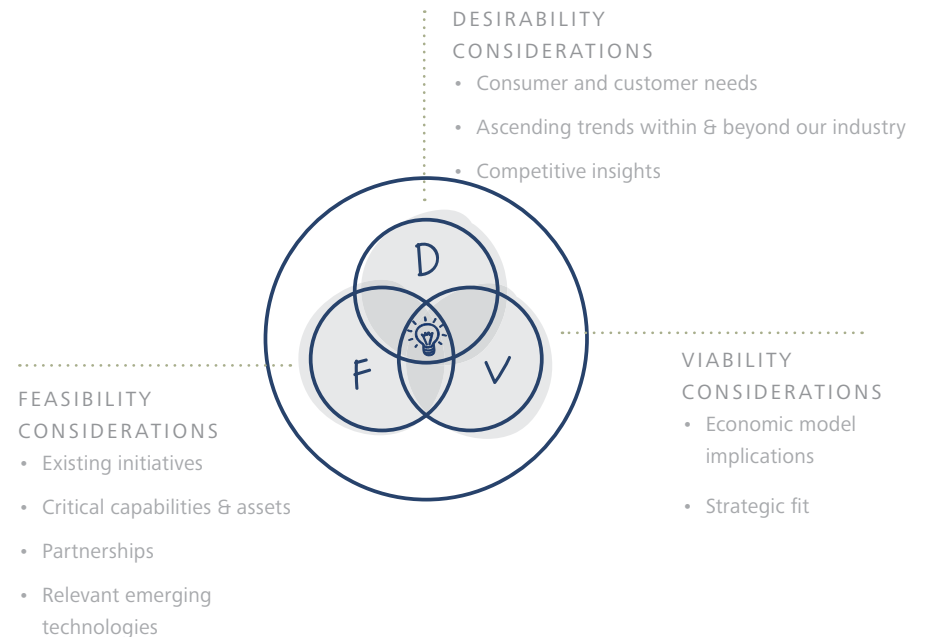 DESIRABILITY
CONSIDERATIONS
• Consumer and customer needs
• Ascending trends within & beyond our industry
• Competitive insights
D
F
V
VIABILITY
CONSIDERATIONS
• Economic model
implications
• Strategic fit
FEASIBILITY
CONSIDERATIONS
• Existing initiatives
• Critical capabilities & assets
• Partnerships
• Relevant emerging
technologies